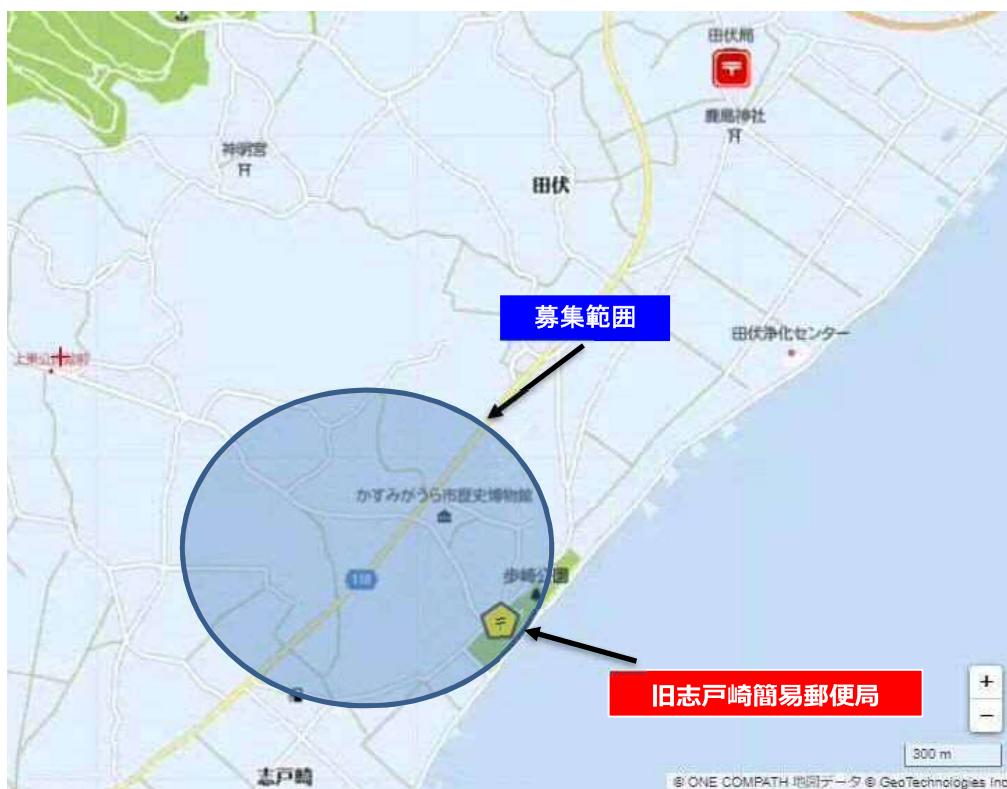 田伏局
鹿島神社
神明宮
田伏
募集範囲
田伏浄化センター
かすみがうら市歴史博物館
118
歩崎公園
旧志戸崎簡易郵便局
+
−
300 m
志戸崎
© ONE COMPATH 地図データ © GeoTechnologies Inc